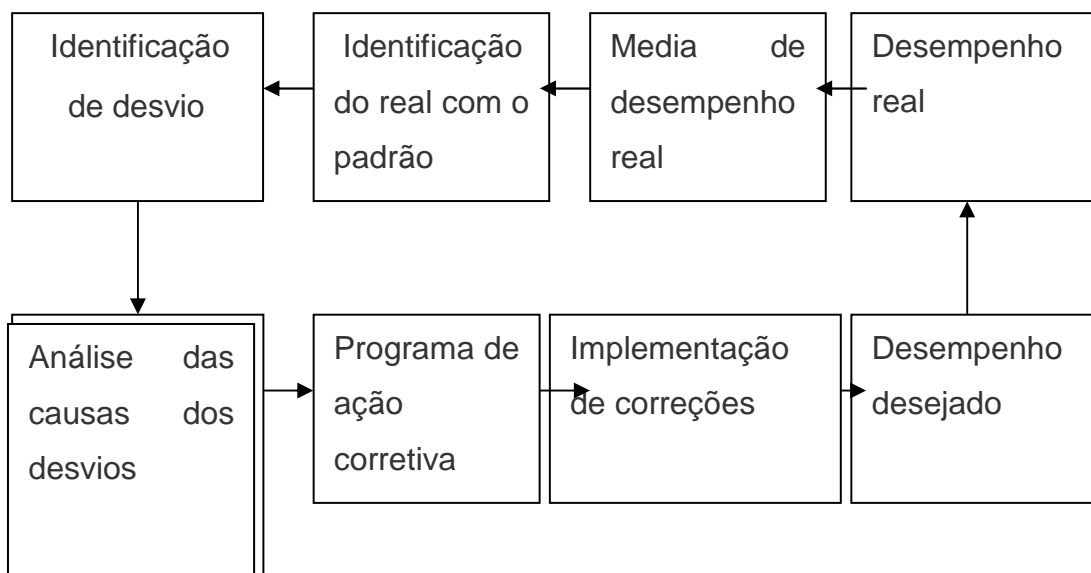 Identificação
de desvio
Identificação
do real com o
padrão
Media de
desempenho
real
Desempenho
real
Análise das
causas dos
desvios
Programa de
ação
corretiva
Implementação
de correções
Desempenho
desejado